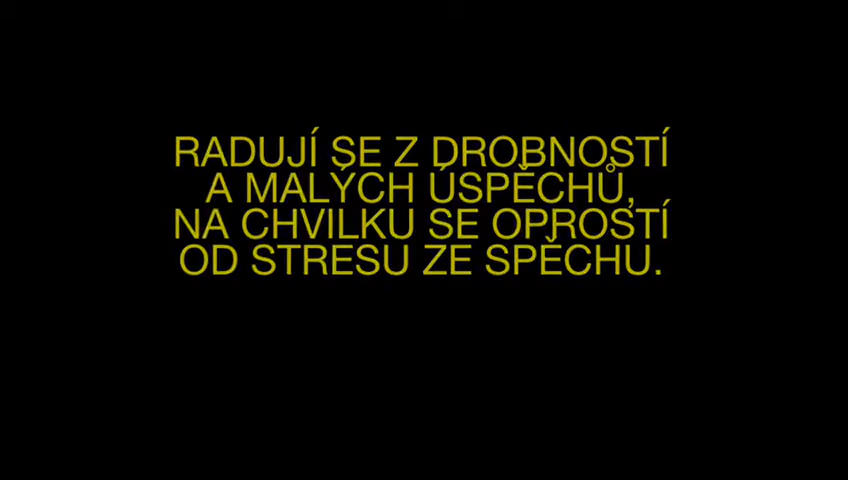 RADUJÍ SE Z DROBNOSTÍ
A MALÝCH ÚSPĚCHŮ,
NA CHVILKU SE OPROSTÍ
OD STRESU ZE SPĚCHU.